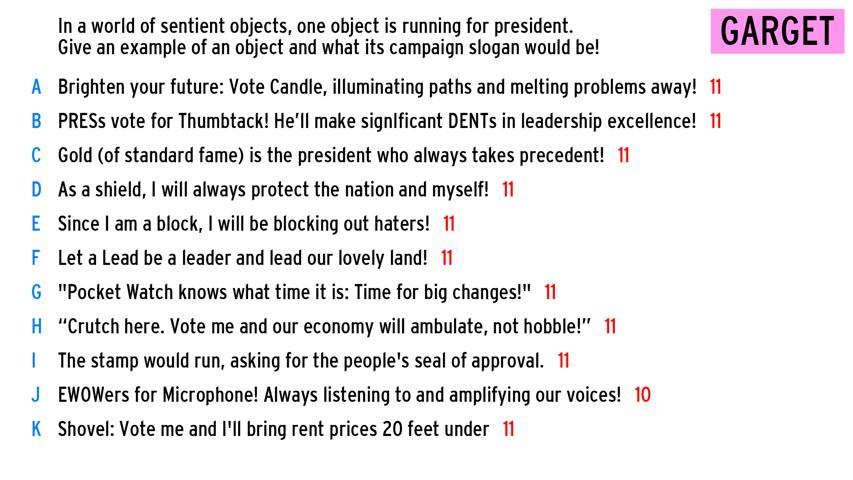 In a world of sentient objects, one object is running for president.
Give an example of an object and what its campaign slogan would be!
GARGET
A Brighten your future: Vote Candle, illuminating paths and melting problems away! 11
B PRESs vote for Thumbtack! He'll make signIficant DENTs in leadership excellence! 11
C Gold (of standard fame) is the president who always takes precedent! 11
D As a shield, I will always protect the nation and myself! 11
E Since I am a block, I will be blocking out haters! 11
F Let a Lead be a leader and lead our lovely land! 11
G "Pocket Watch knows what time it is: Time for big changes!" 11
H “Crutch here. Vote me and our economy will ambulate, not hobble!” 11
I The stamp would run, asking for the people's seal of approval. 11
J EWOWers for Microphone! Always listening to and amplifying our voices! 10
K Shovel: Vote me and I'll bring rent prices 20 feet under 11